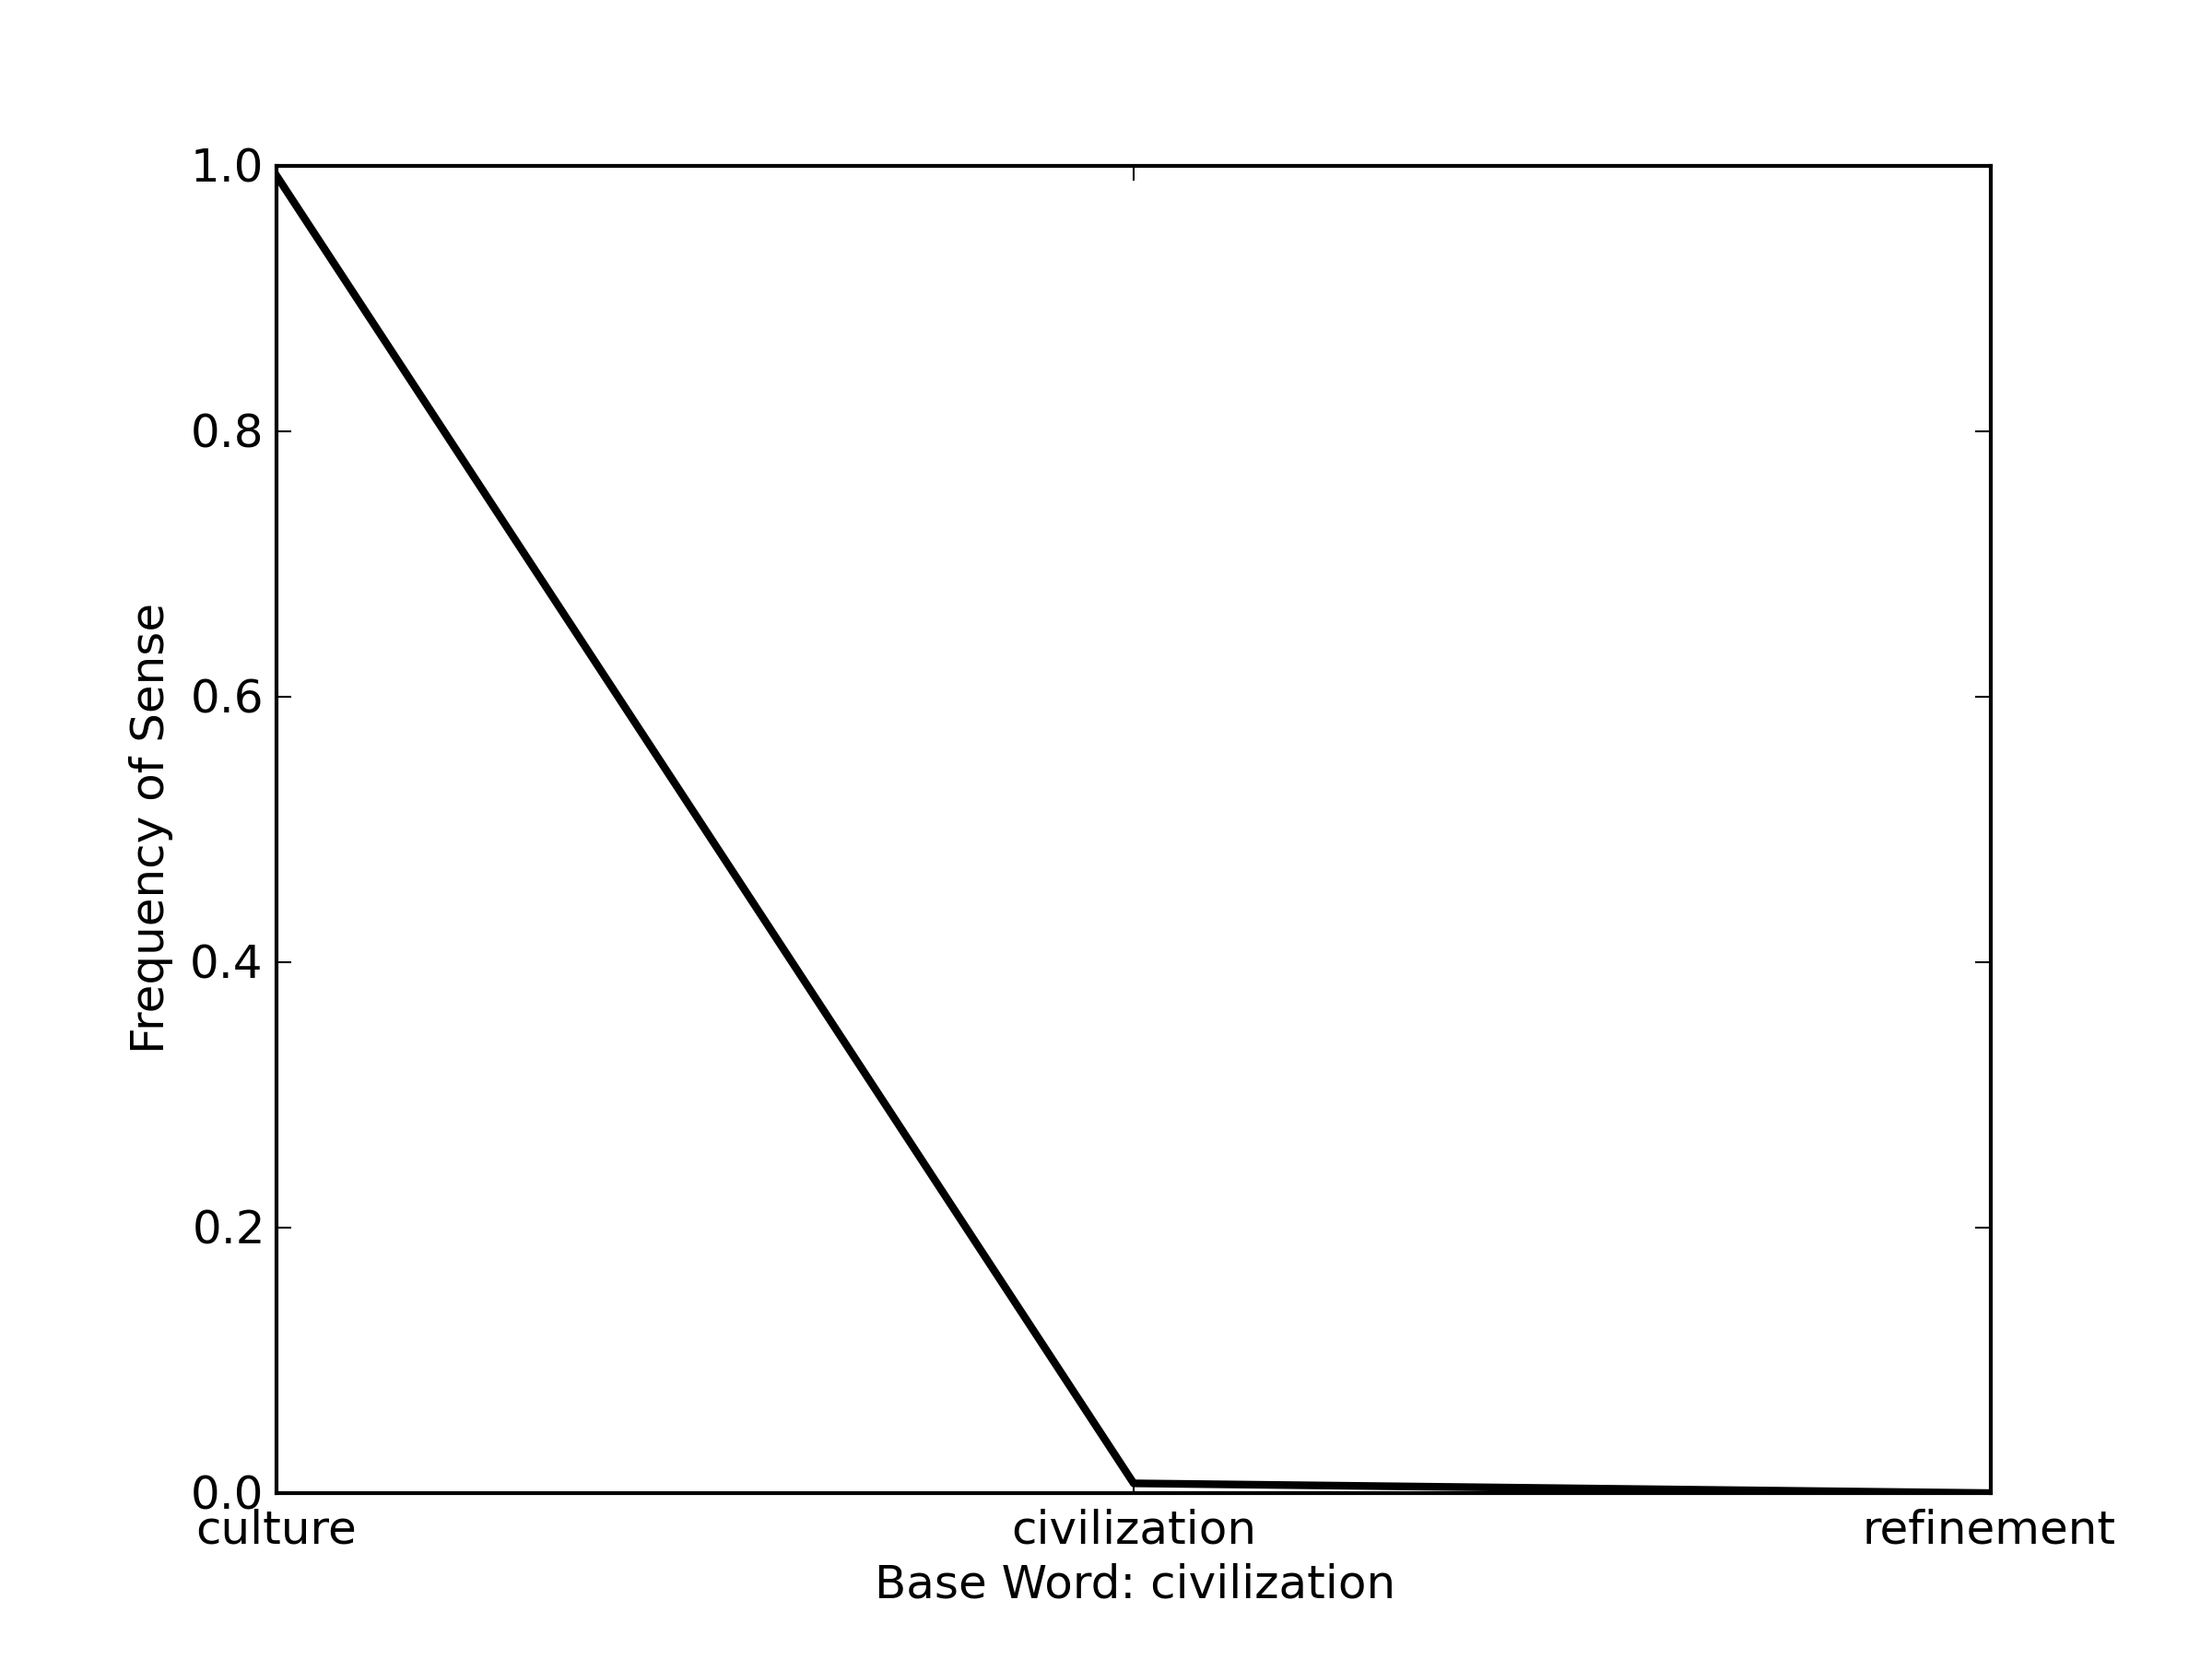 1.0
0.8
0.6
0.4
0.2
0.0
Frequency of Sense
culture civilization refinement
Base Word: civilization